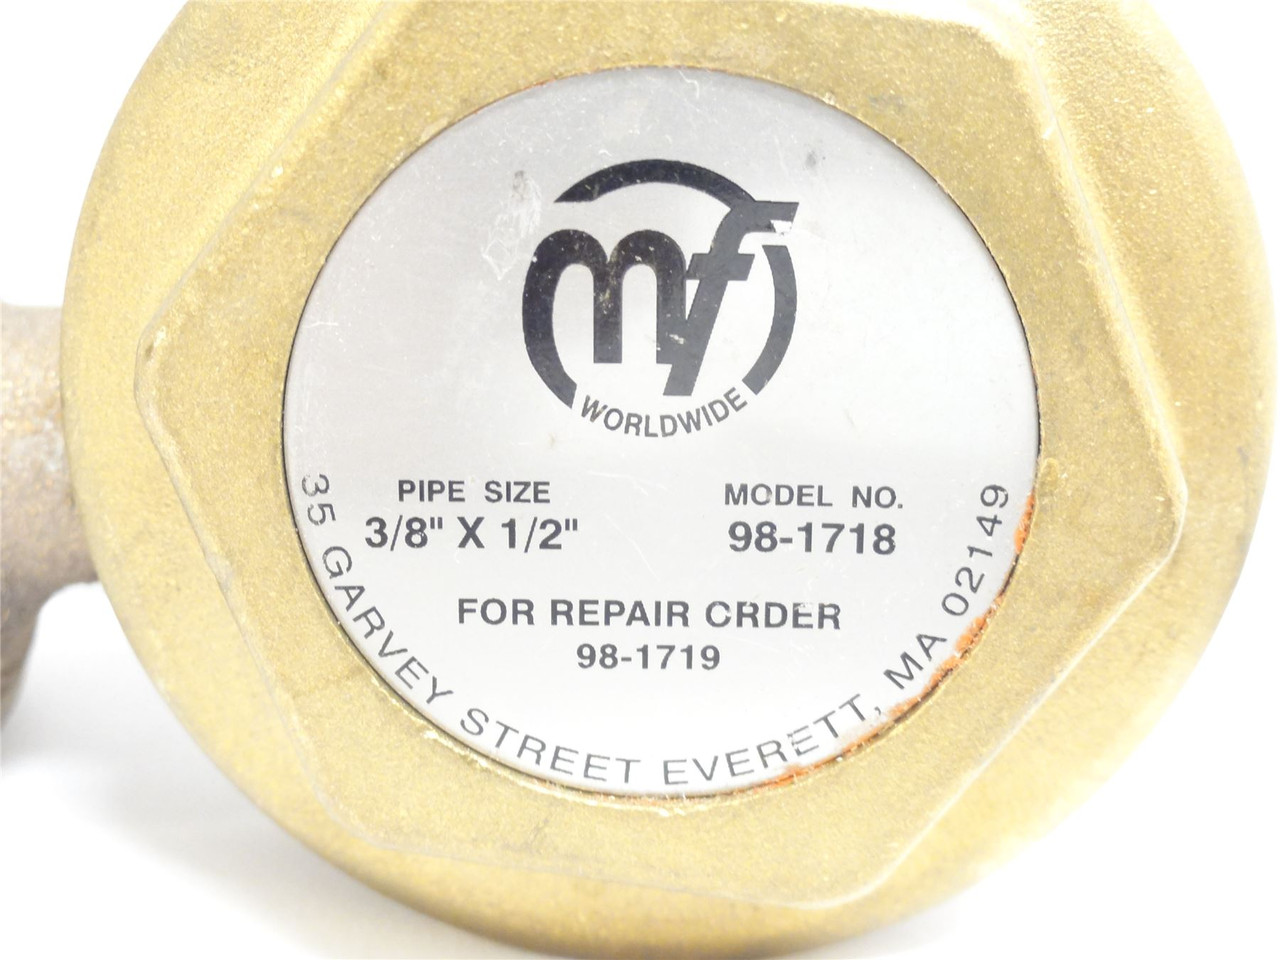 mf
WORLDWIDE
PIPE SIZE
3/8" X 1/2"
MODEL NO.
98-1718
FOR REPAIR ORDER
98-1719
35 GARVEY STREET EVERETT, MA 02149